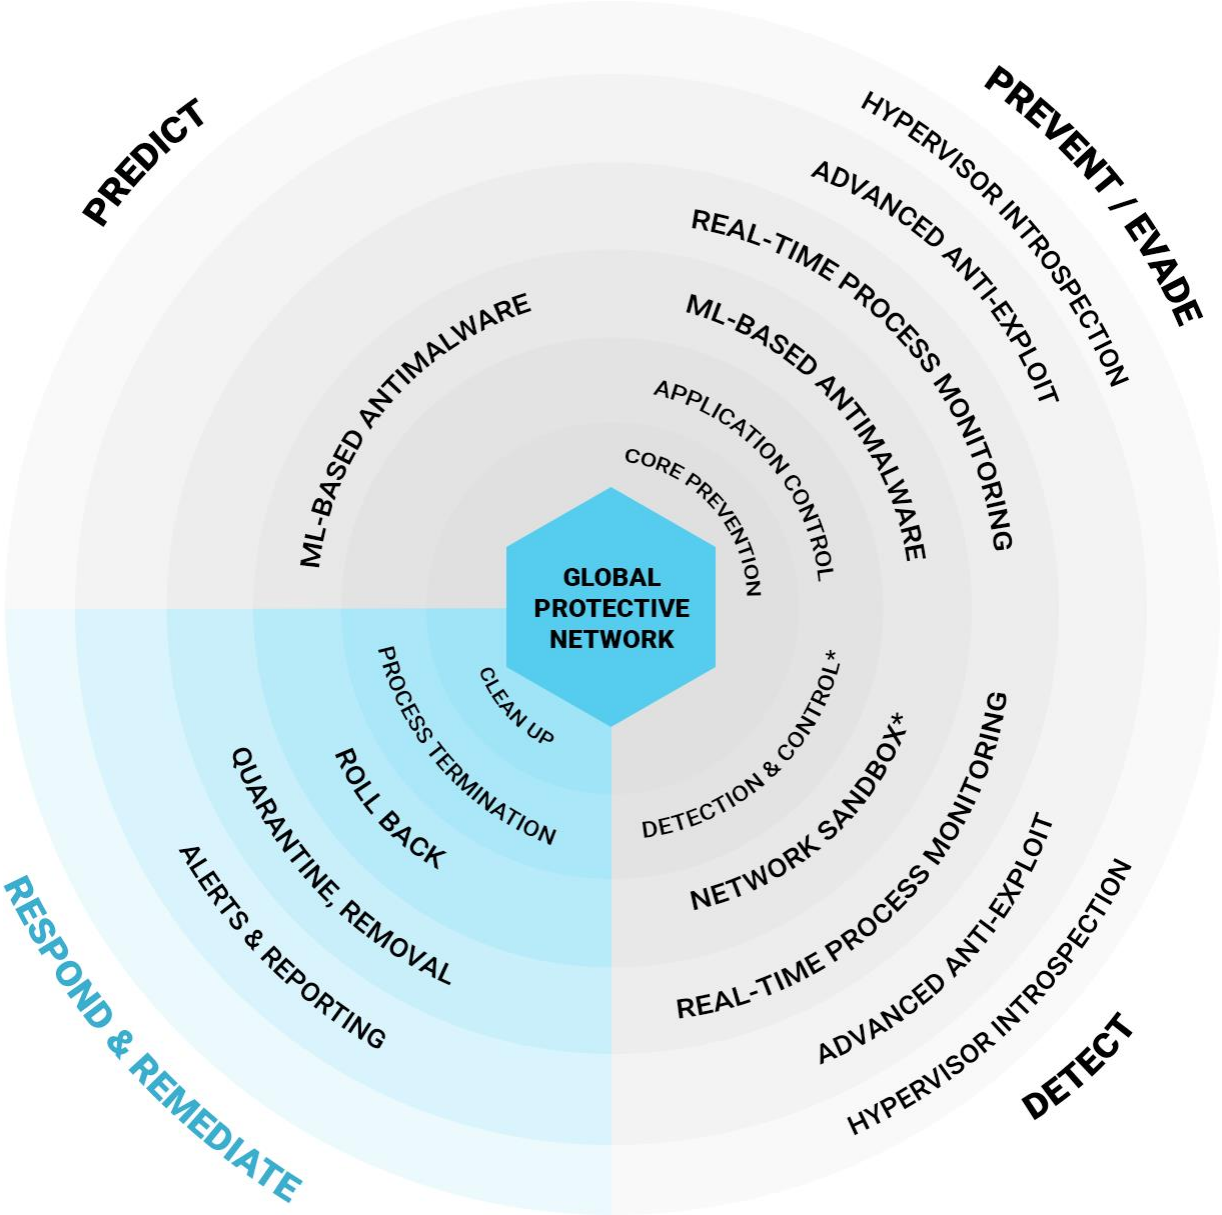 PREDICT
ML-BASED ANTIMALWARE
PREVENT / EVADE
HYPERVISOR INTROSPECTION
ADVANCED ANTI-EXPLOIT
REAL-TIME PROCESS MONITORING
ML-BASED ANTIMALWARE
APPLICATION CONTROL
CORE PREVENTION
GLOBAL
PROTECTIVE
NETWORK
CLEAN UP
PROCESS TERMINATION
ROLL BACK
QUARANTINE, REMOVAL
ALERTS & REPORTING
RESPOND & REMEDIATE
DETECTION & CONTROL*
NETWORK SANDBOX*
REAL-TIME PROCESS MONITORING
ADVANCED ANTI-EXPLOIT
HYPERVISOR INTROSPECTION
DETECT